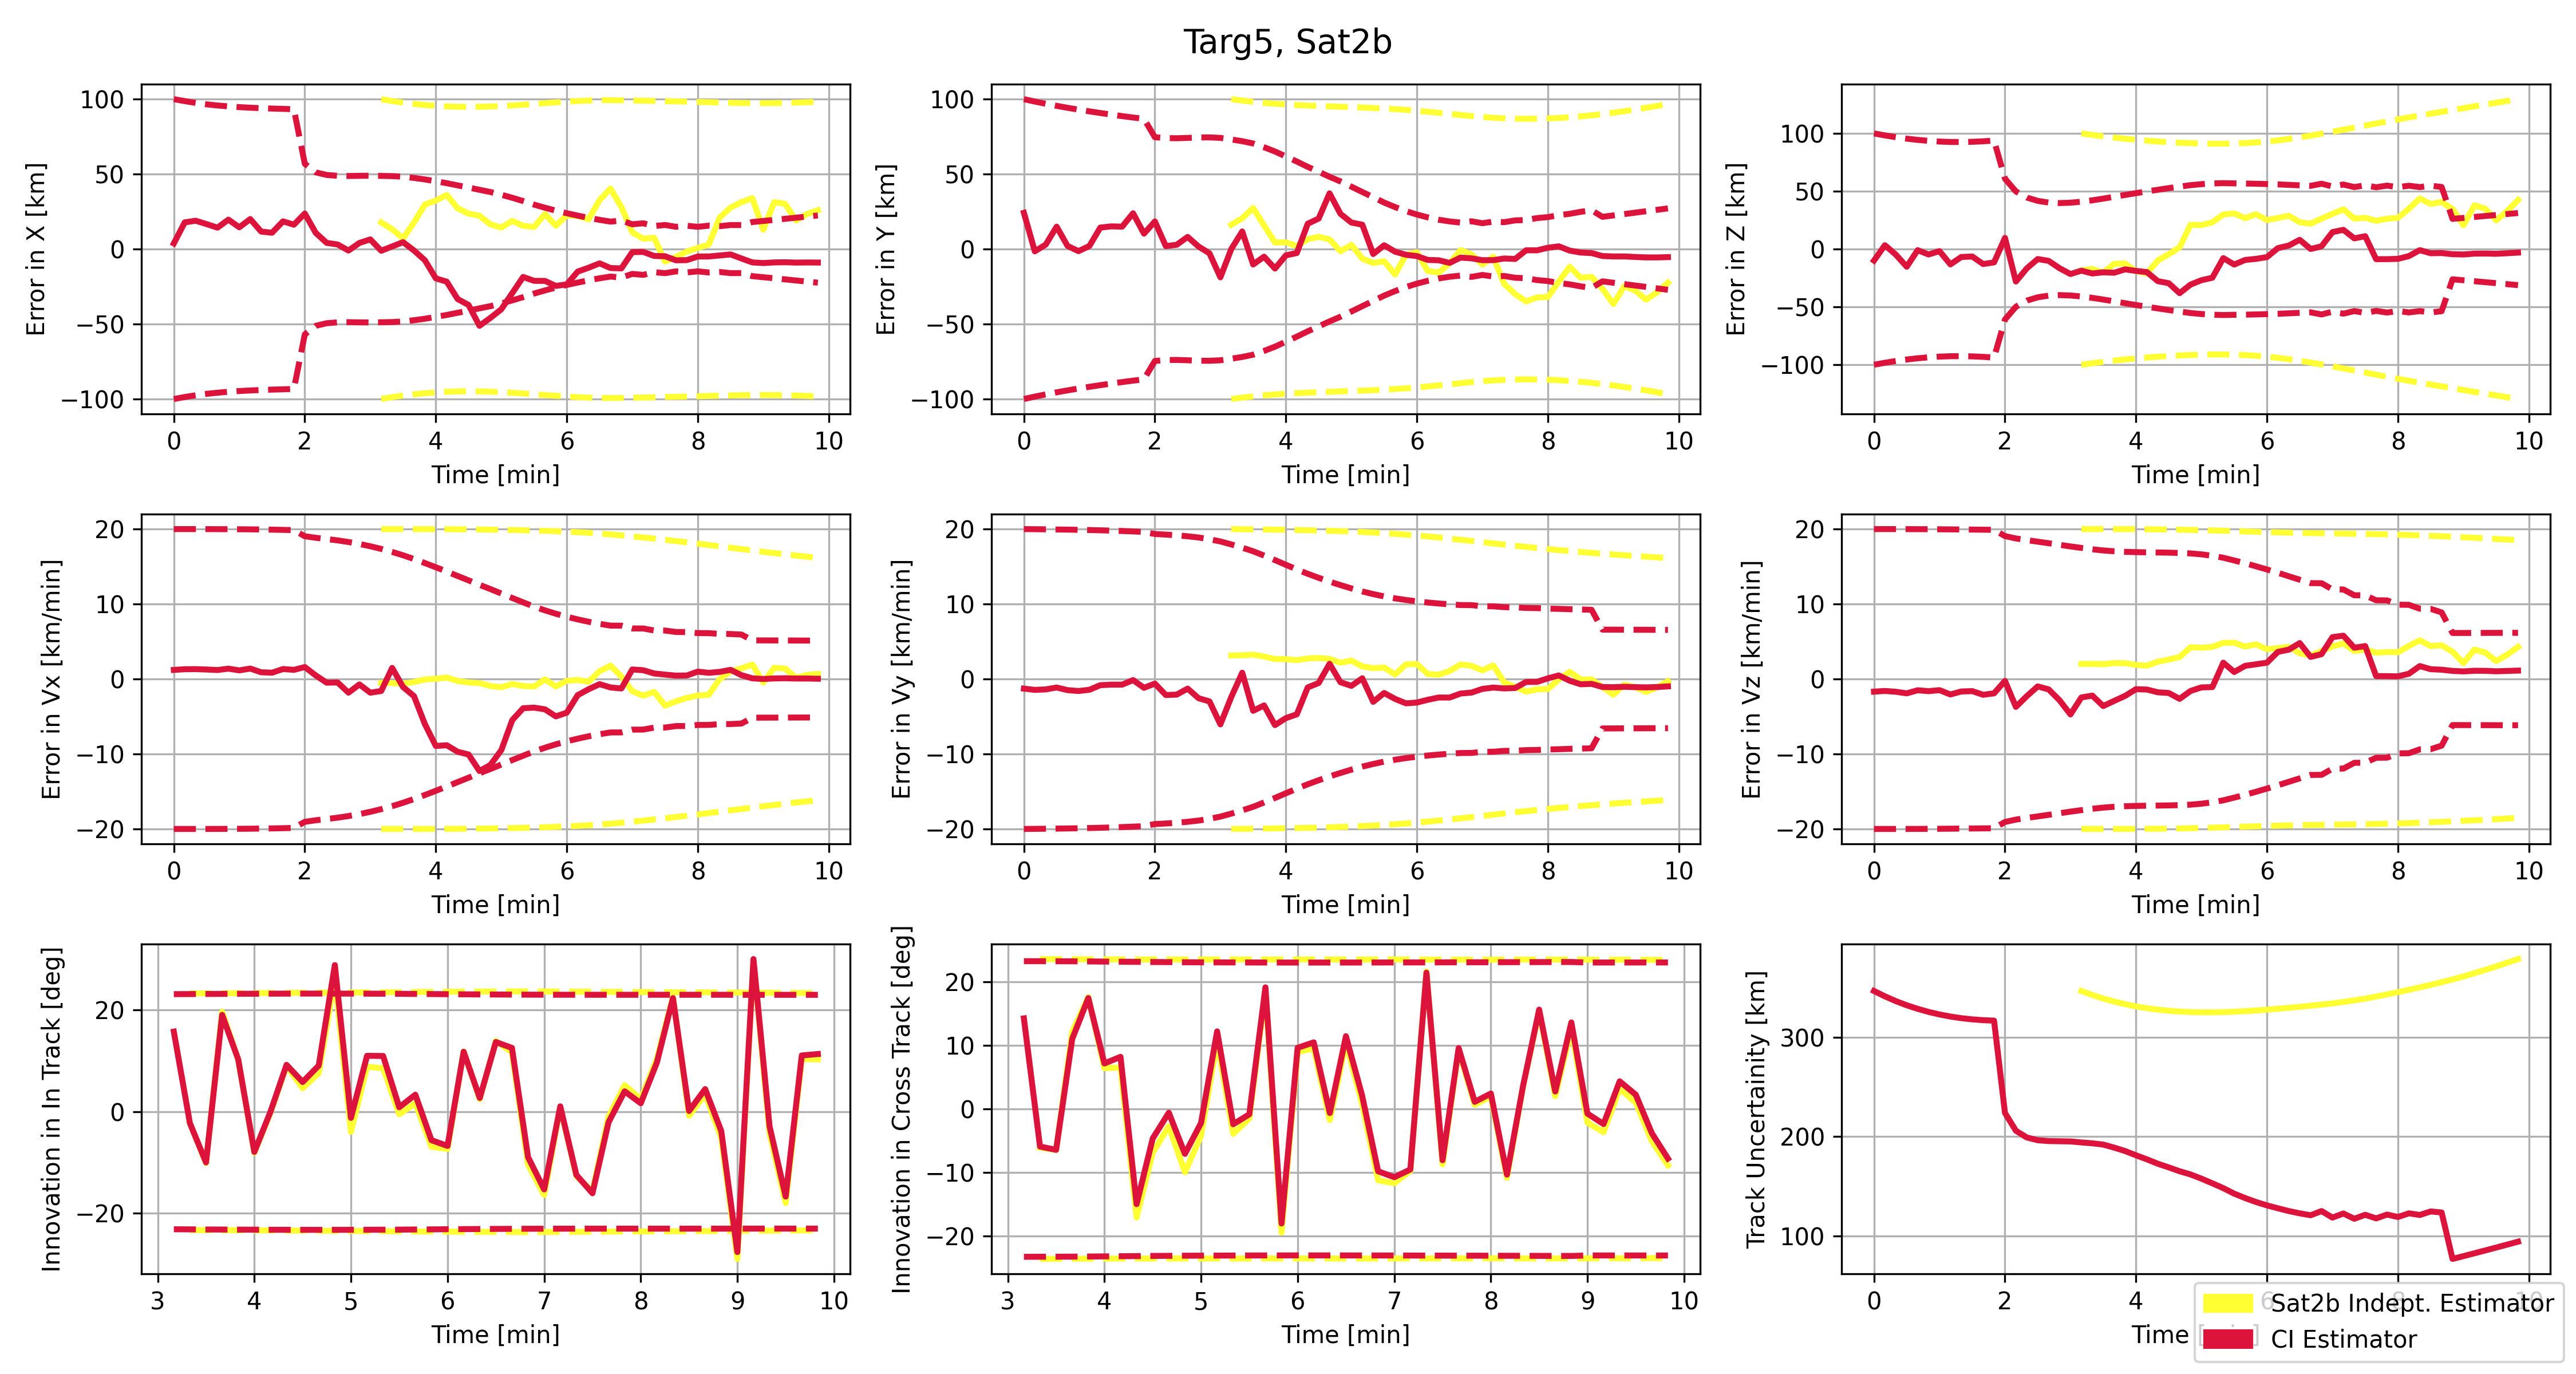 Targ5, Sat2b
Error in X [km]
100
50
0
−50
−100
0 2 4 6 8 10
Time [min]
Error in Y [km]
100
50
0
−50
−100
0 2 4 6 8 10
Time [min]
Error in Z [km]
100
50
0
−50
−100
0 2 4 6 8 10
Time [min]
Error in Vx [km/min]
20
10
0
−10
−20
0 2 4 6 8 10
Time [min]
Error in Vy [km/min]
20
10
0
−10
−20
0 2 4 6 8 10
Time [min]
Error in Vz [km/min]
20
10
0
−10
−20
0 2 4 6 8 10
Time [min]
Innovation in In Track [deg]
20
0
−20
3 4 5 6 7 8 9 10
Time [min]
Innovation in Cross Track [deg]
20
10
0
−10
−20
3 4 5 6 7 8 9 10
Time [min]
Track Uncertainity [km]
300
200
100
0 2 4 6 8 10
Time
Sat2b Indept. Estimator
CI Estimator